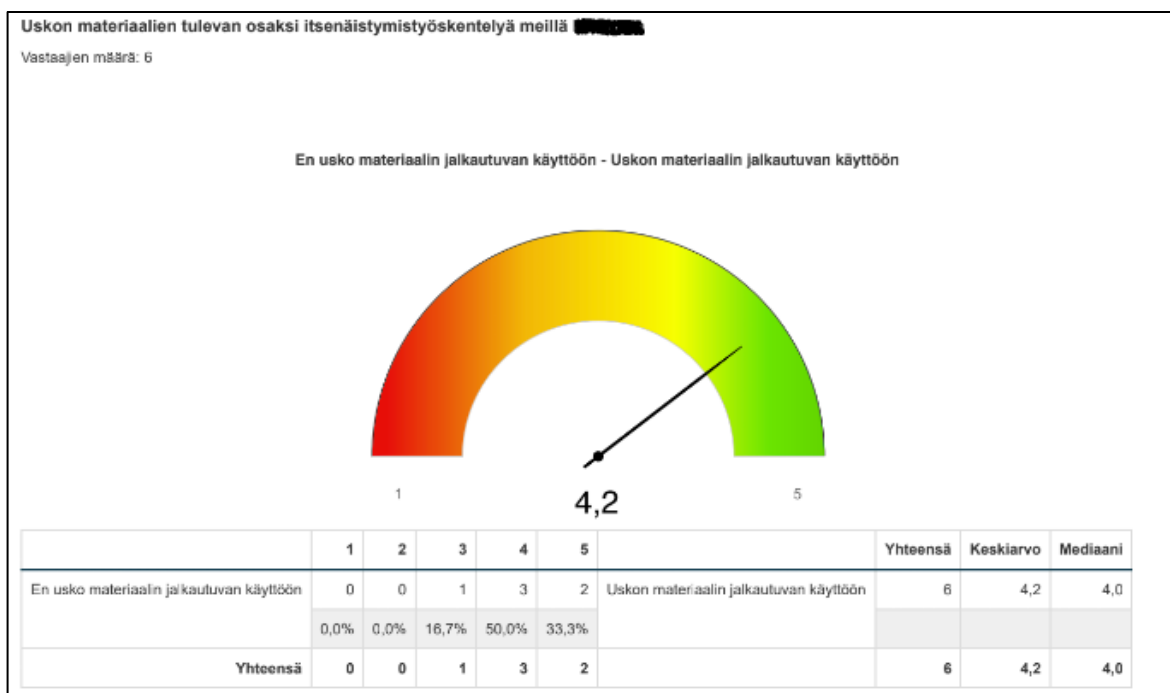 Uskon materiaalien tulevan osaksi itsenäistymistyöskentelyä meillä
Vastaajien määrä: 6
En usko materiaalin jalkautuvan käyttöön - Uskon materiaalin jalkautuvan käyttöön
1
5
4,2
1 2 3 4 5 Yhteensä Keskiarvo Mediaani
En usko materiaalin jalkautuvan käyttöön 0 0 1 3 2 Uskon materiaalin jalkautuvan käyttöön 6 4,2 4,0
0,0% 0,0% 16,7% 50,0% 33,3%
Yhteensä 0 0 1 3 2 6 4,2 4,0